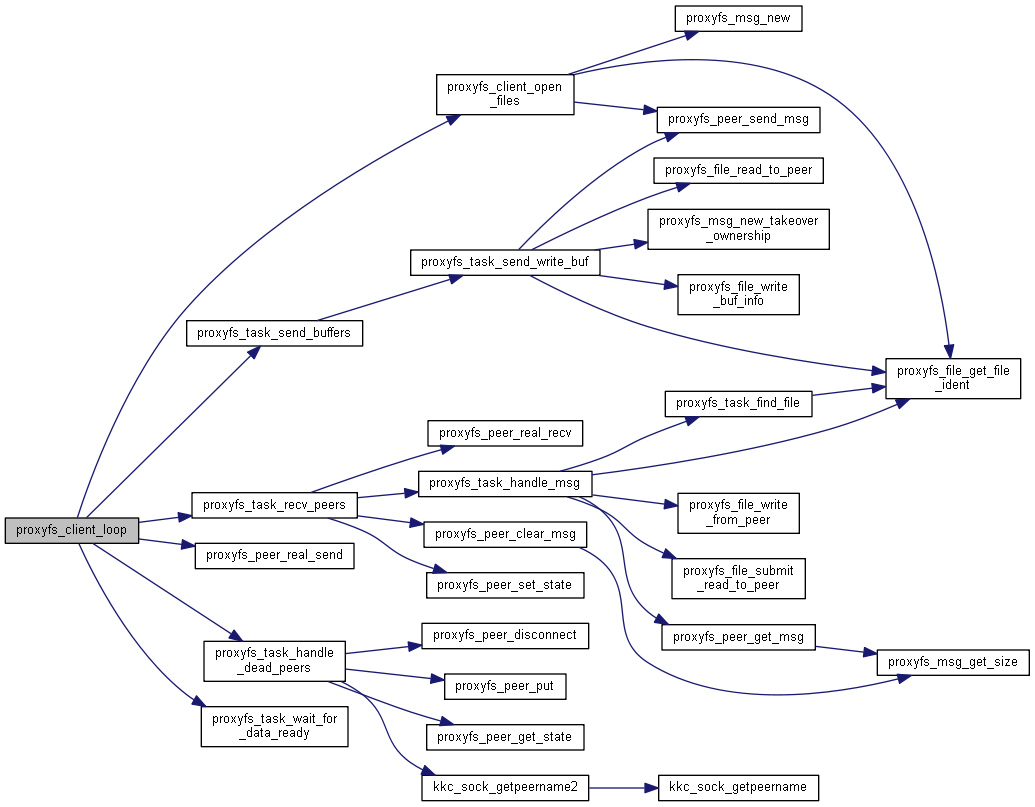 proxyfs_msg_new
proxyfs_client_open
_files
proxyfs_peer_send_msg
proxyfs_file_read_to_peer
proxyfs_msg_new_takeover
_ownership
proxyfs_task_send_write_buf
proxyfs_file_write
_buf_info
proxyfs_task_send_buffers
proxyfs_file_get_file
_ident
proxyfs_task_find_file
proxyfs_peer_real_recv
proxyfs_task_handle_msg
proxyfs_task_recv_peers
proxyfs_file_write
_from_peer
proxyfs_client_loop
proxyfs_peer_clear_msg
proxyfs_peer_real_send
proxyfs_file_submit
_read_to_peer
proxyfs_peer_set_state
proxyfs_peer_disconnect
proxyfs_peer_get_msg
proxyfs_task_handle
_dead_peers
proxyfs_msg_get_size
proxyfs_peer_put
proxyfs_task_wait_for
_data_ready
proxyfs_peer_get_state
kkc_sock_getpeername2
kkc_sock_getpeername